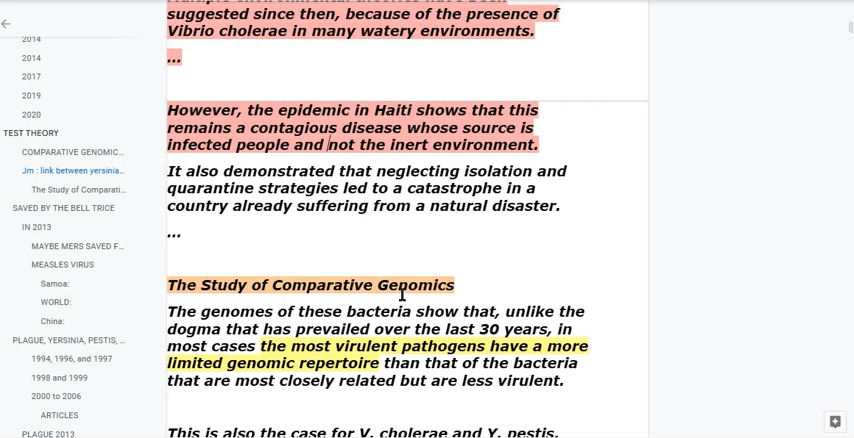 2014
2014
2017
2019
2020
TEST THEORY
COMPARATIVE GENOMIC...
Jm : link between yersinia...
The Study of Comparati...
SAVED BY THE BELL TRICE
IN 2013
MAYBE MERS SAVED F...
MEASLES VIRUS
Samoa:
WORLD:
China:
PLAGUE, YERSINIA, PESTIS, ...
1994, 1996, and 1997
1998 and 1999
2000 to 2006
ARTICLES
PLAGUE 2013
suggested since then, because of the presence of
Vibrio cholerae in many watery environments.
...
However, the epidemic in Haiti shows that this
remains a contagious disease whose source is
infected people and not the inert environment.
It also demonstrated that neglecting isolation and
quarantine strategies led to a catastrophe in a
country already suffering from a natural disaster.
...
The Study of Comparative Genomics
The genomes of these bacteria show that, unlike the
dogma that has prevailed over the last 30 years, in
most cases the most virulent pathogens have a more
limited genomic repertoire than that of the bacteria
that are most closely related but are less virulent.
This is also the case for V. cholerae and Y. pestis,